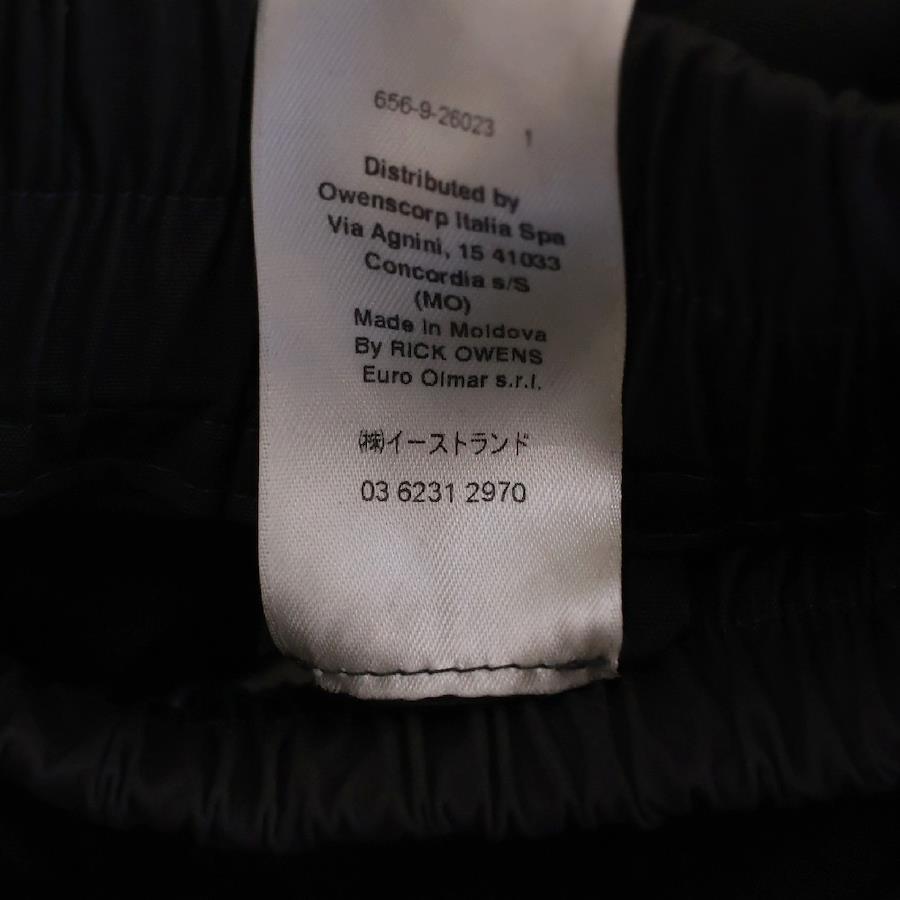 656-9-26023 1
Distributed by
Owenscorp Italia Spa
Via Agnini, 15 41033
Concordia s/S
(MO)
Made in Moldova
By RICK OWENS
Euro Olmar s.r.l.
㈱イーストランド
03 6231 2970